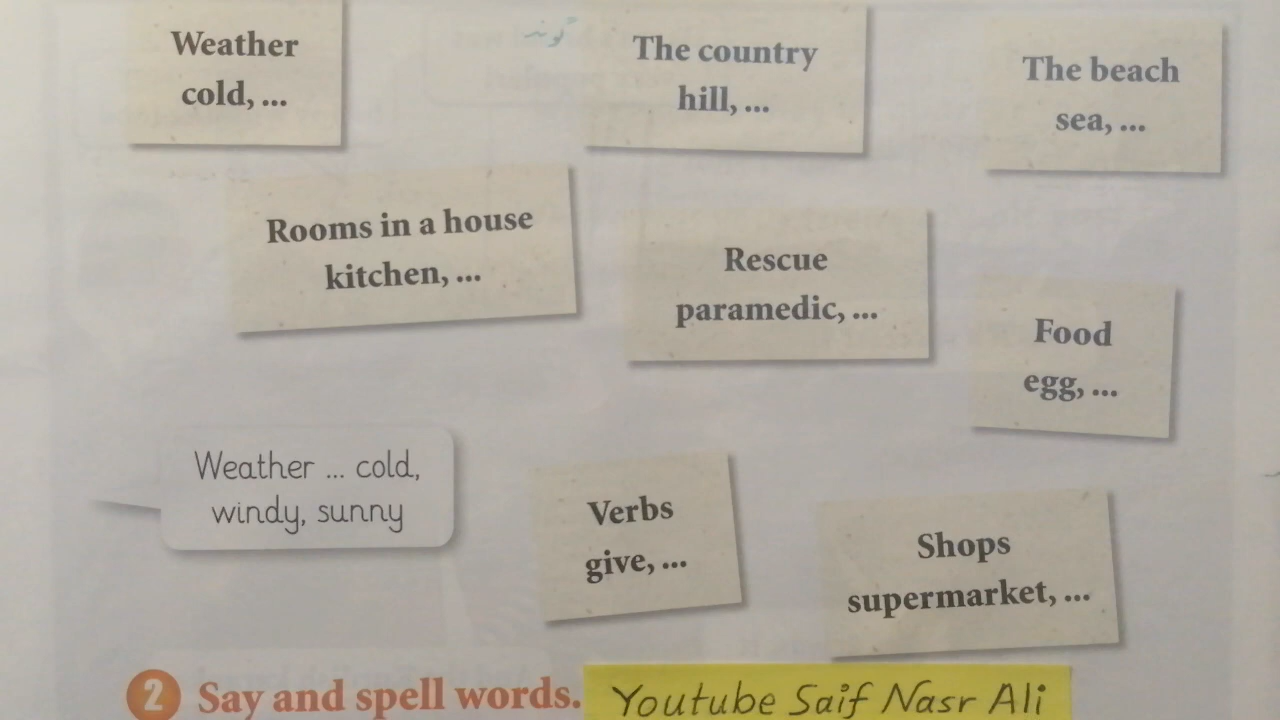 Weather
cold, ...
The country
hill, ...
The beach
sea, ...
Rooms in a house
kitchen, ...
Rescue
paramedic, ...
Food
egg, ...
Weather ... cold,
windy, sunny
Verbs
give, ...
Shops
supermarket, ...
2 Say and spell words.
Youtube Saif Nasr Ali